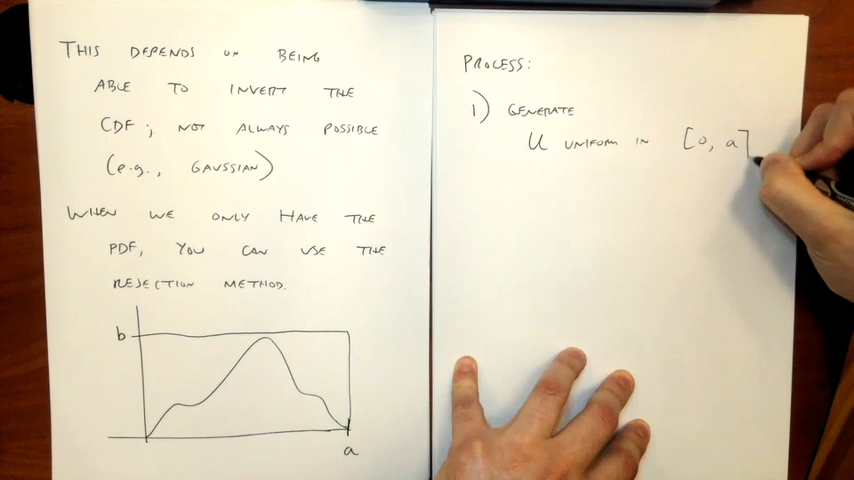 THIS DEPENDS ON BEING
ABLE TO INVERT THE
CDF; NOT ALWAYS POSSIBLE
(e.g., GAUSSIAN)
WHEN WE ONLY HAVE THE
PDF, YOU CAN USE THE
REJECTION METHOD.
b
a
PROCESS:
1) GENERATE
U UNIFORM IN [0, a]